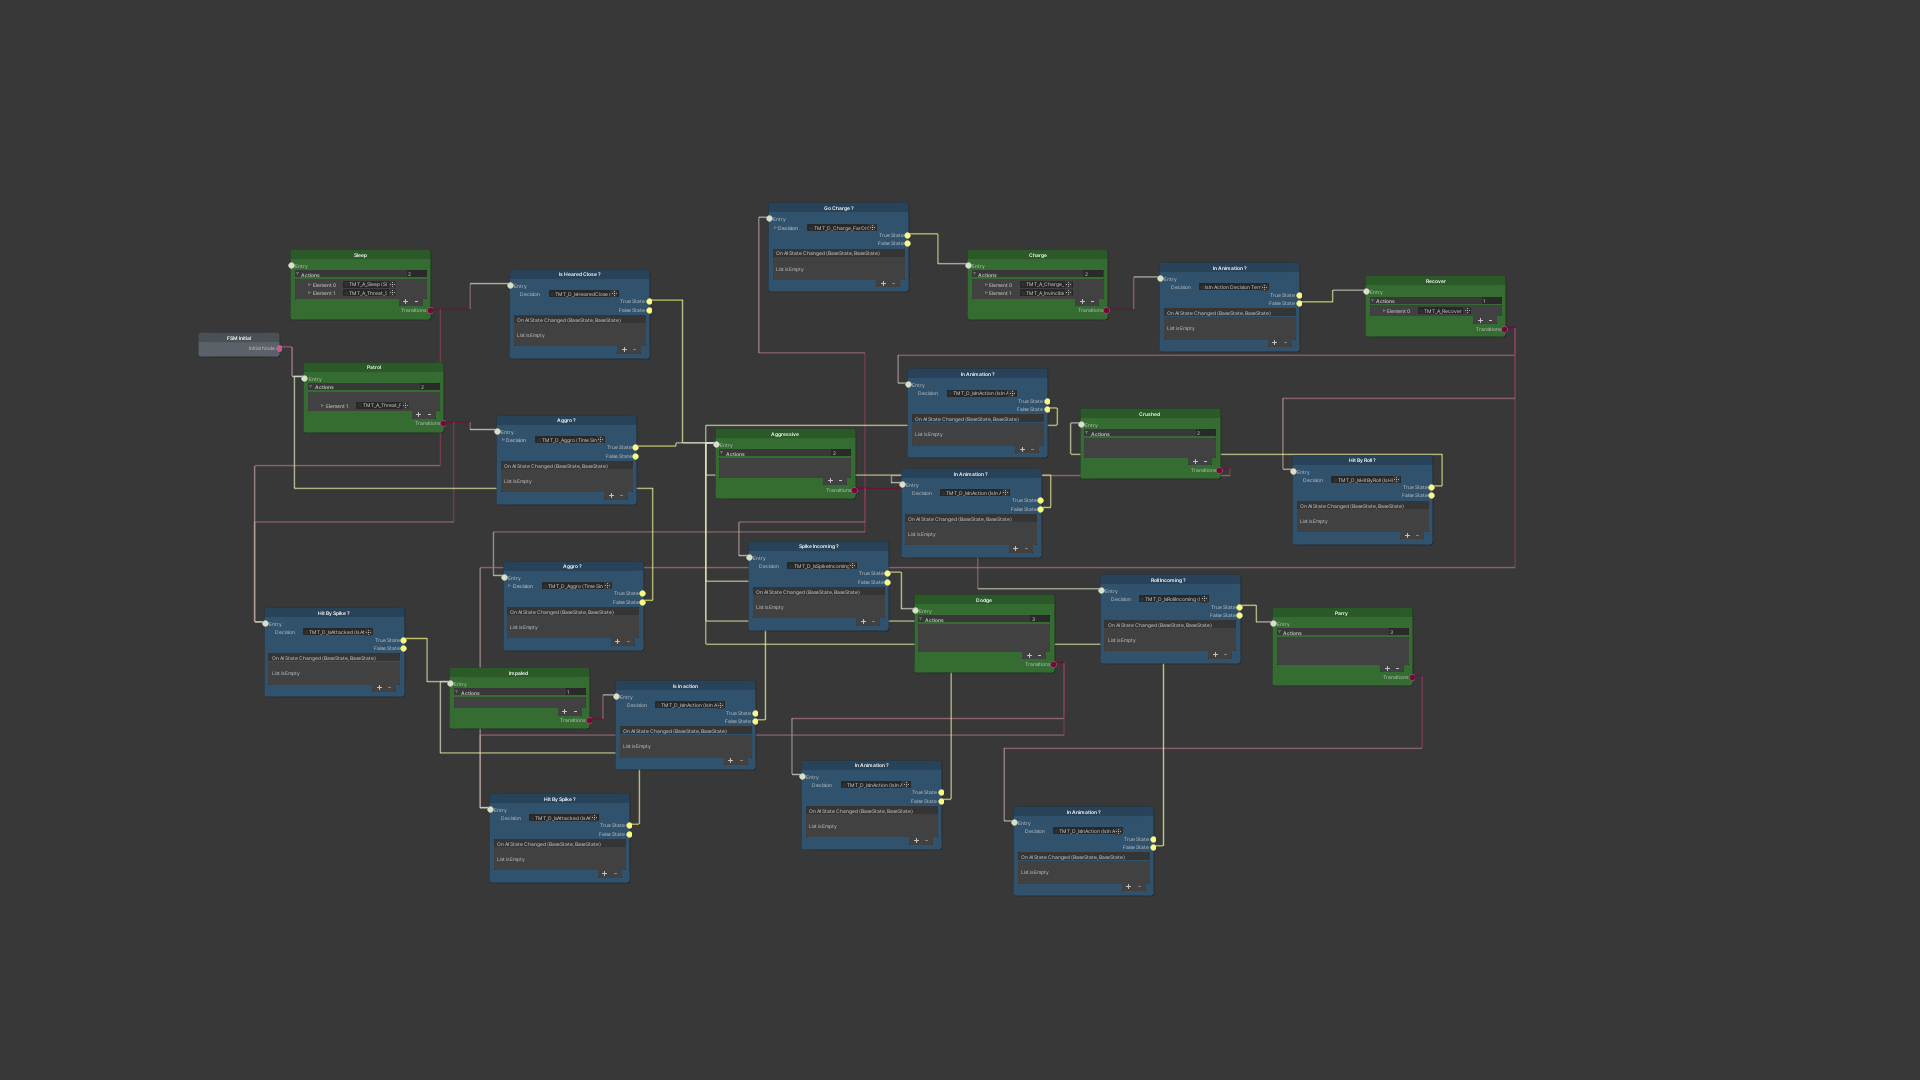 Go Charge ?
Entry
Decision
True State
False State
On AI State Changed (BaseState, BaseState)
List is Empty
Sleep
Entry
Actions 2
Element 0 TMT_A_Sleep (Sl
Element 1 TMT_A_Threat_S
Transitions
Is Heared Close ?
Entry
Decision TMT_D_IsHearedClose (
True State
False State
On AI State Changed (BaseState, BaseState)
List is Empty
Charge
Entry
Actions 2
Element 0 TMT_A_Charge_
Element 1 TMT_A_Invincible
Transitions
In Animation ?
Entry
Decision
True State
False State
On AI State Changed (BaseState, BaseState)
List is Empty
Recover
Entry
Actions 1
Element 0 TMT_A_Recover
Transitions
FSM Initial
Initial Node
Patrol
Entry
Actions 2
Element 1
Transitions
Aggro ?
Entry
Decision TMT_D_Aggro (Time Sin
True State
False State
On AI State Changed (BaseState, BaseState)
List is Empty
Aggressive
Entry
Actions 2
Transitions
In Animation ?
Entry
Decision TMT_D_IsInAction (IsIn A
True State
False State
On AI State Changed (BaseState, BaseState)
List is Empty
Crushed
Entry
Actions 2
Transitions
In Animation ?
Entry
Decision TMT_D_IsInAction (IsIn A
True State
False State
On AI State Changed (BaseState, BaseState)
List is Empty
Hit By Roll ?
Entry
Decision TMT_D_IsHitByRoll (IsHi
True State
False State
On AI State Changed (BaseState, BaseState)
List is Empty
Spike Incoming ?
Entry
Decision TMT_D_IsSpikeIncoming
True State
False State
On AI State Changed (BaseState, BaseState)
List is Empty
Aggro ?
Entry
Decision TMT_D_Aggro (Time Sin
True State
False State
On AI State Changed (BaseState, BaseState)
List is Empty
Dodge
Entry
Actions 3
Transitions
Roll Incoming ?
Entry
Decision TMT_D_IsRollIncoming (I
True State
False State
On AI State Changed (BaseState, BaseState)
List is Empty
Parry
Entry
Actions 3
Transitions
Hit By Spike ?
Entry
Decision TMT_D_IsAttacked (IsAt
True State
False State
On AI State Changed (BaseState, BaseState)
List is Empty
Impaled
Entry
Actions 1
Transitions
Is In action
Entry
Decision TMT_D_IsInAction (IsIn A
True State
False State
On AI State Changed (BaseState, BaseState)
List is Empty
Hit By Spike ?
Entry
Decision TMT_D_IsAttacked (IsAt
True State
False State
On AI State Changed (BaseState, BaseState)
List is Empty
In Animation ?
Entry
Decision TMT_D_IsInAction (IsIn A
True State
False State
On AI State Changed (BaseState, BaseState)
List is Empty
In Animation ?
Entry
Decision TMT_D_IsInAction (IsIn A
True State
False State
On AI State Changed (BaseState, BaseState)
List is Empty